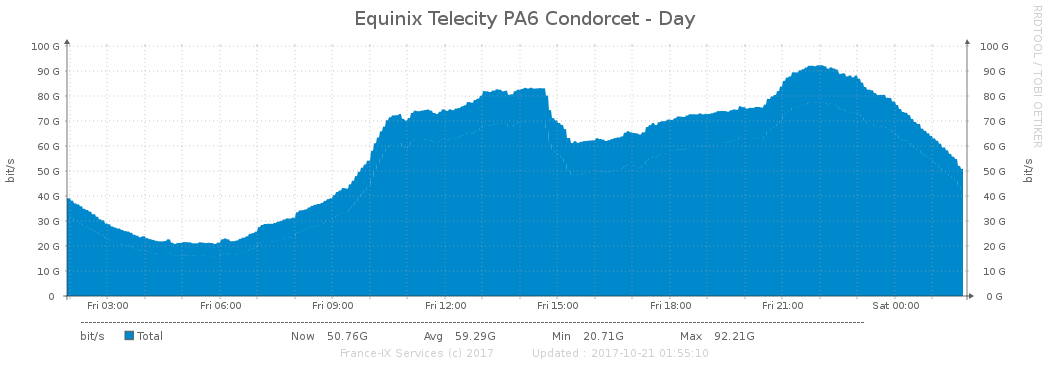 Equinix Telecity PA6 Condorcet - Day
RRDTOOL / TOBI OETIKER
100 G 100 G
90 G 90 G
80 G 80 G
70 G 70 G
60 G 60 G
50 G 50 G
40 G 40 G
30 G 30 G
20 G 20 G
10 G 10 G
0 0 G
bit/s bit/s
Fri 03:00 Fri 06:00 Fri 09:00 Fri 12:00 Fri 15:00 Fri 18:00 Fri 21:00 Sat 00:00
bit/s Total Now 50.76G Avg 59.29G Min 20.71G Max 92.21G
France-IX Services (c) 2017 Updated : 2017-10-21 01:55:10